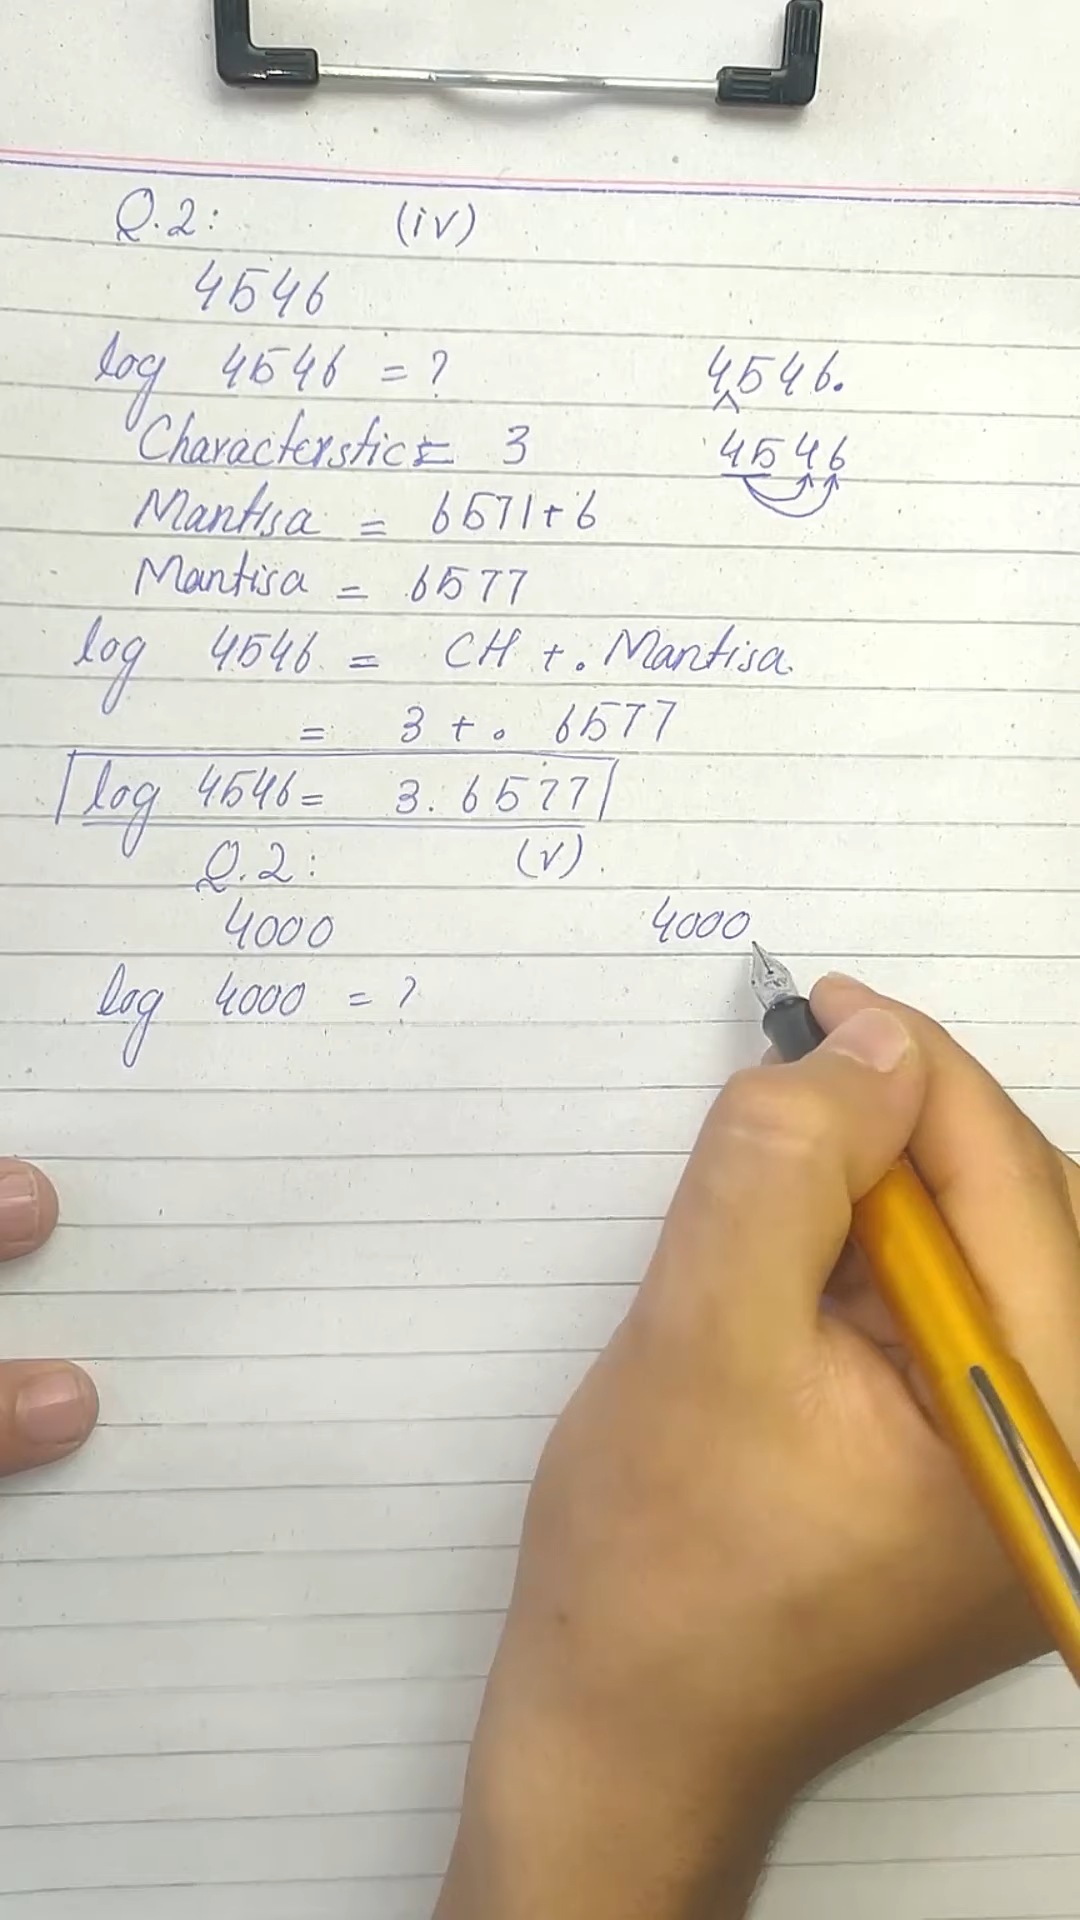 Q.2: (iv)
4546
log 4546 = ?
4546.
Characterstic = 3
4546
Mantisa = 6571+6
Mantisa = 6577
log 4546 = CH + . Mantisa.
= 3 + . 6577
log 4546 = 3.6577
Q.2: (v).
4000
4000
log 4000 = ?